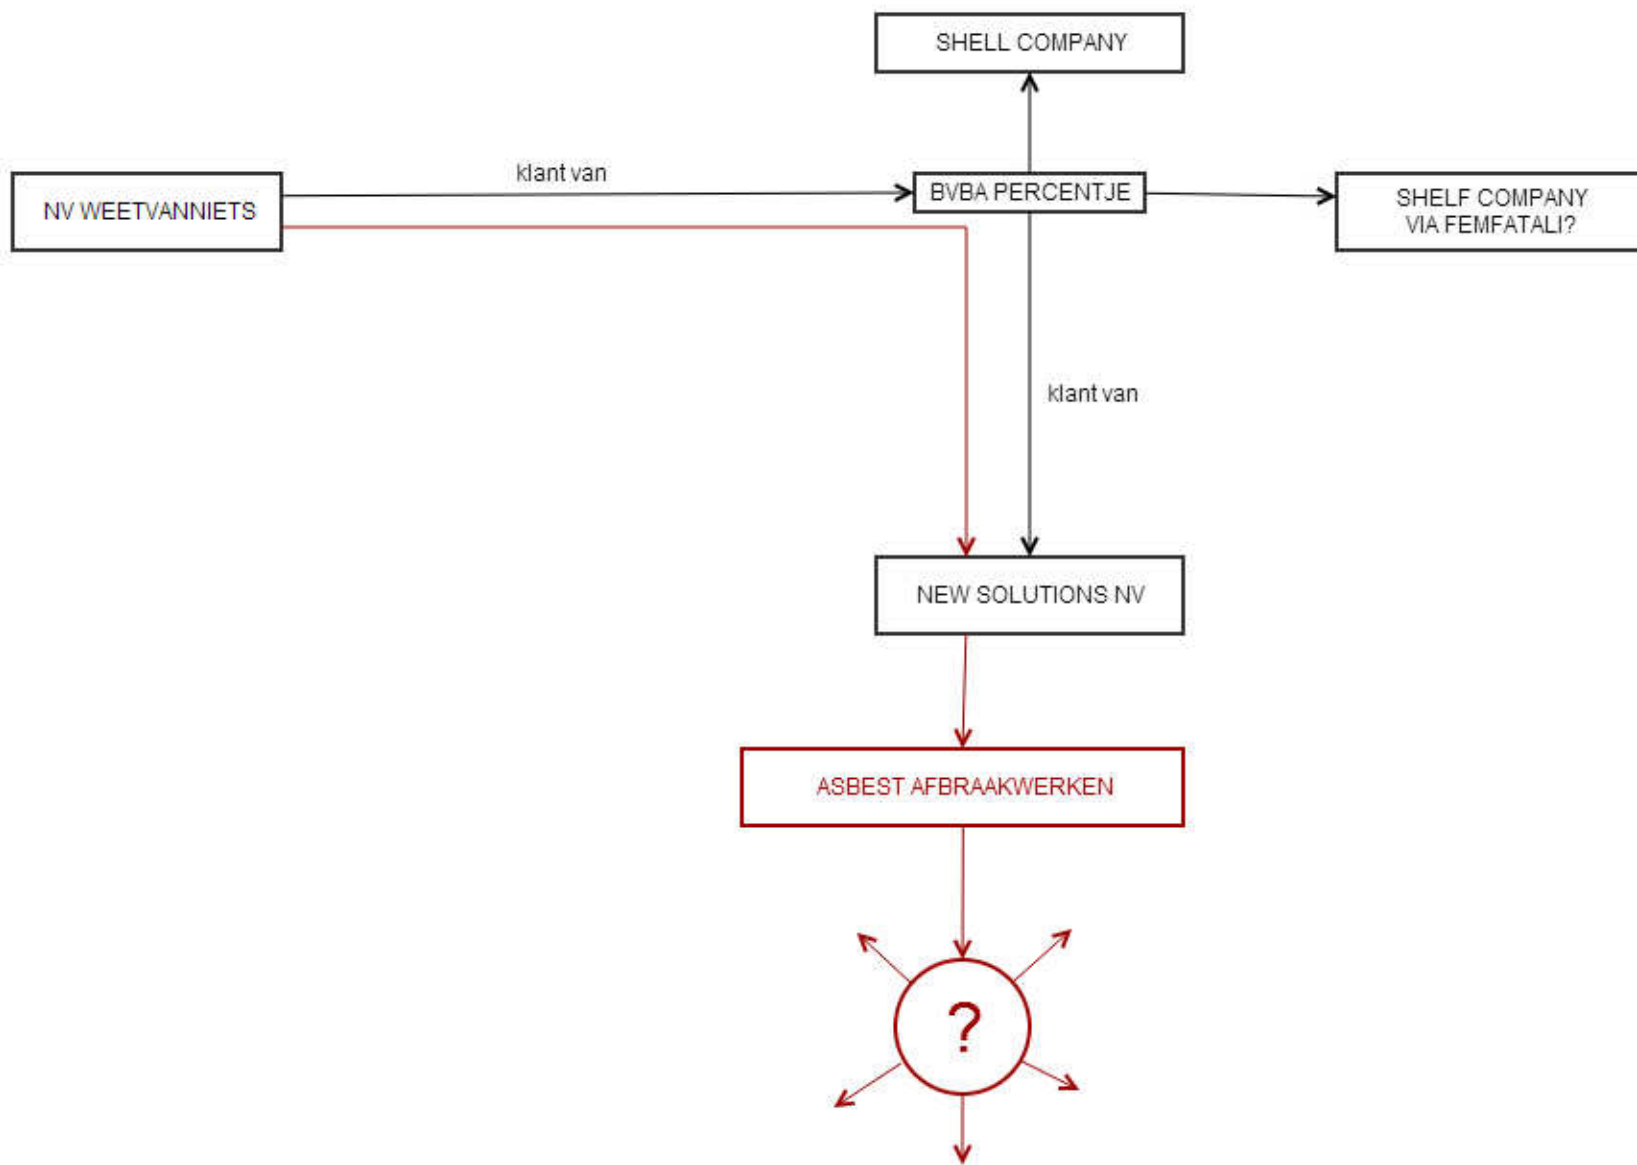 SHELL COMPANY
klant van
NV WEETVANNIETS
BVBA PERCENTJE
SHELF COMPANY
VIA FEMFATALI?
klant van
NEW SOLUTIONS NV
ASBEST AFBRAAKWERKEN
?